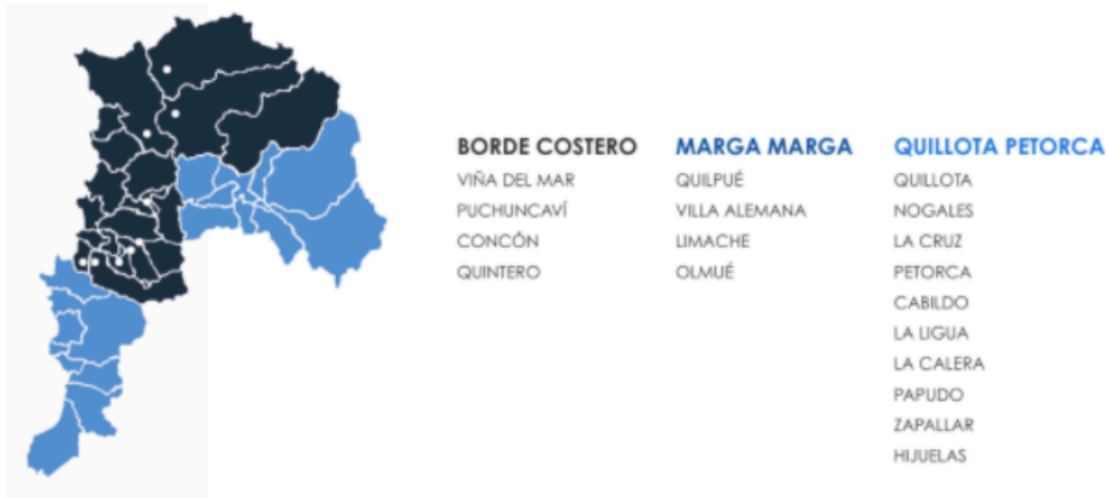 BORDE COSTERO
VIÑA DEL MAR
PUCHUNCAVÍ
CONCÓN
QUINTERO
MARGA MARGA
QUILPUÉ
VILLA ALEMANA
LIMACHE
OLMUÉ
QUILLOTA PETORCA
QUILLOTA
NOGALES
LA CRUZ
PETORCA
CABILDO
LA LIGUA
LA CALERA
PAPUDO
ZAPALLAR
HIJUELAS